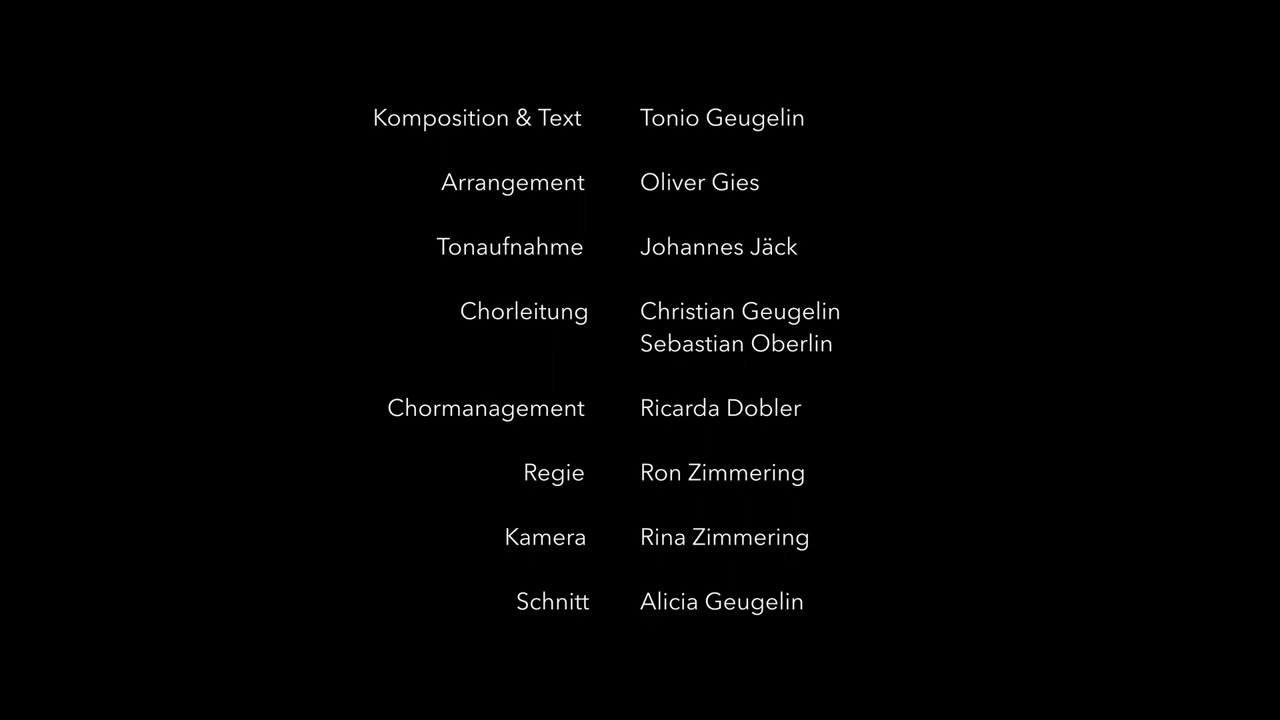 Komposition & Text Tonio Geugelin
Arrangement Oliver Gies
Tonaufnahme Johannes Jäck
Chorleitung Christian Geugelin
Sebastian Oberlin
Chormanagement Ricarda Dobler
Regie Ron Zimmering
Kamera Rina Zimmering
Schnitt Alicia Geugelin